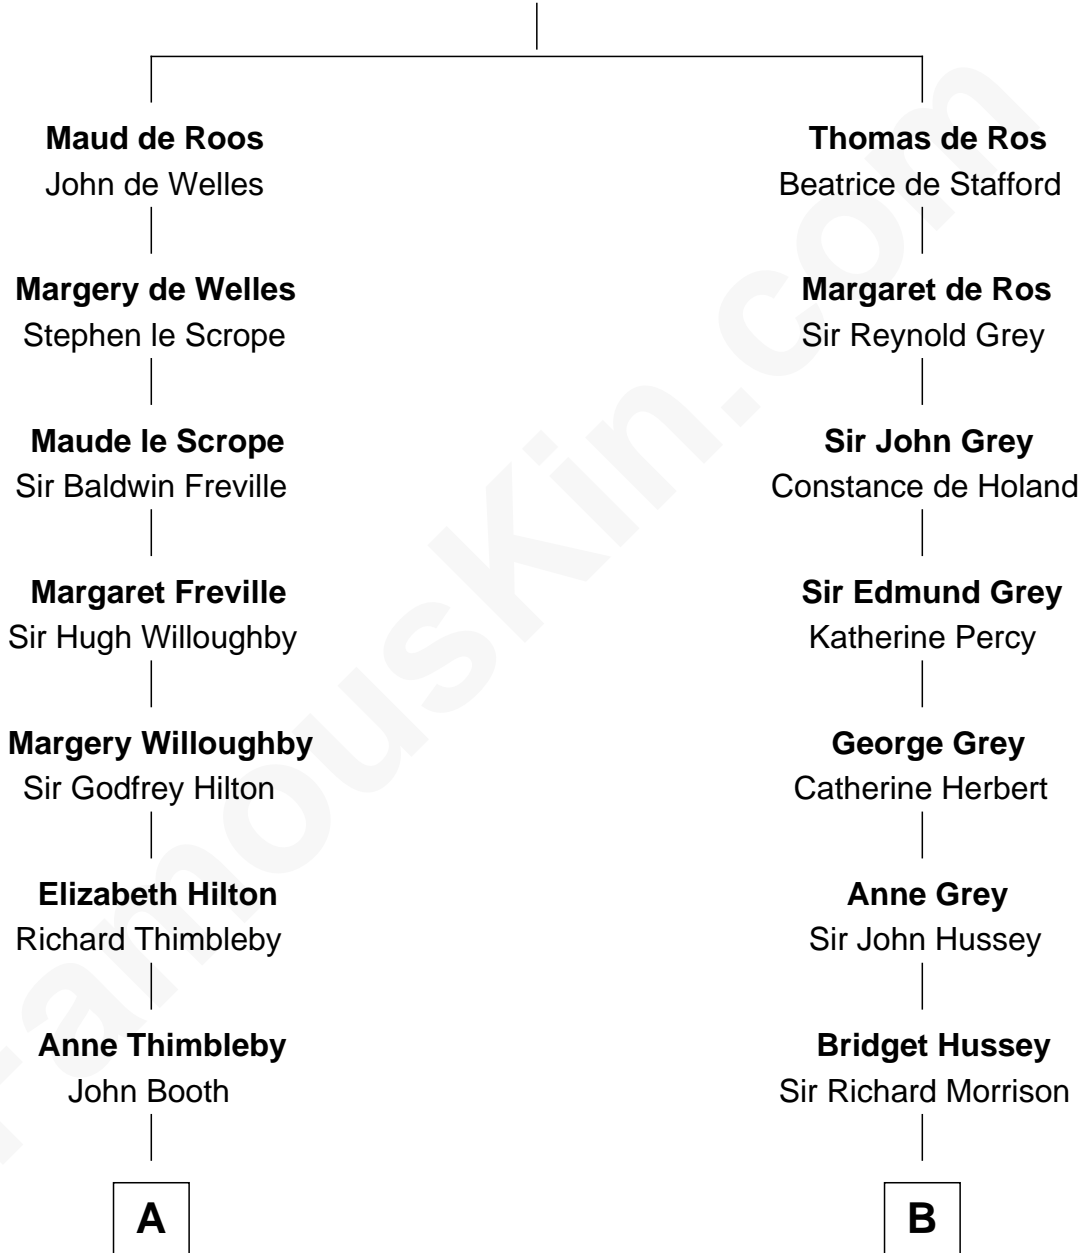 Maud de Roos
John de Welles
Thomas de Ros
Beatrice de Stafford
Margery de Welles
Stephen le Scrope
Margaret de Ros
Sir Reynold Grey
Maude le Scrope
Sir Baldwin Freville
Sir John Grey
Constance de Holand
Margaret Freville
Sir Hugh Willoughby
Sir Edmund Grey
Katherine Percy
Margery Willoughby
Sir Godfrey Hilton
George Grey
Catherine Herbert
Elizabeth Hilton
Richard Thimbleby
Anne Grey
Sir John Hussey
Anne Thimbleby
John Booth
Bridget Hussey
Sir Richard Morrison
A
B
FamousKin.com